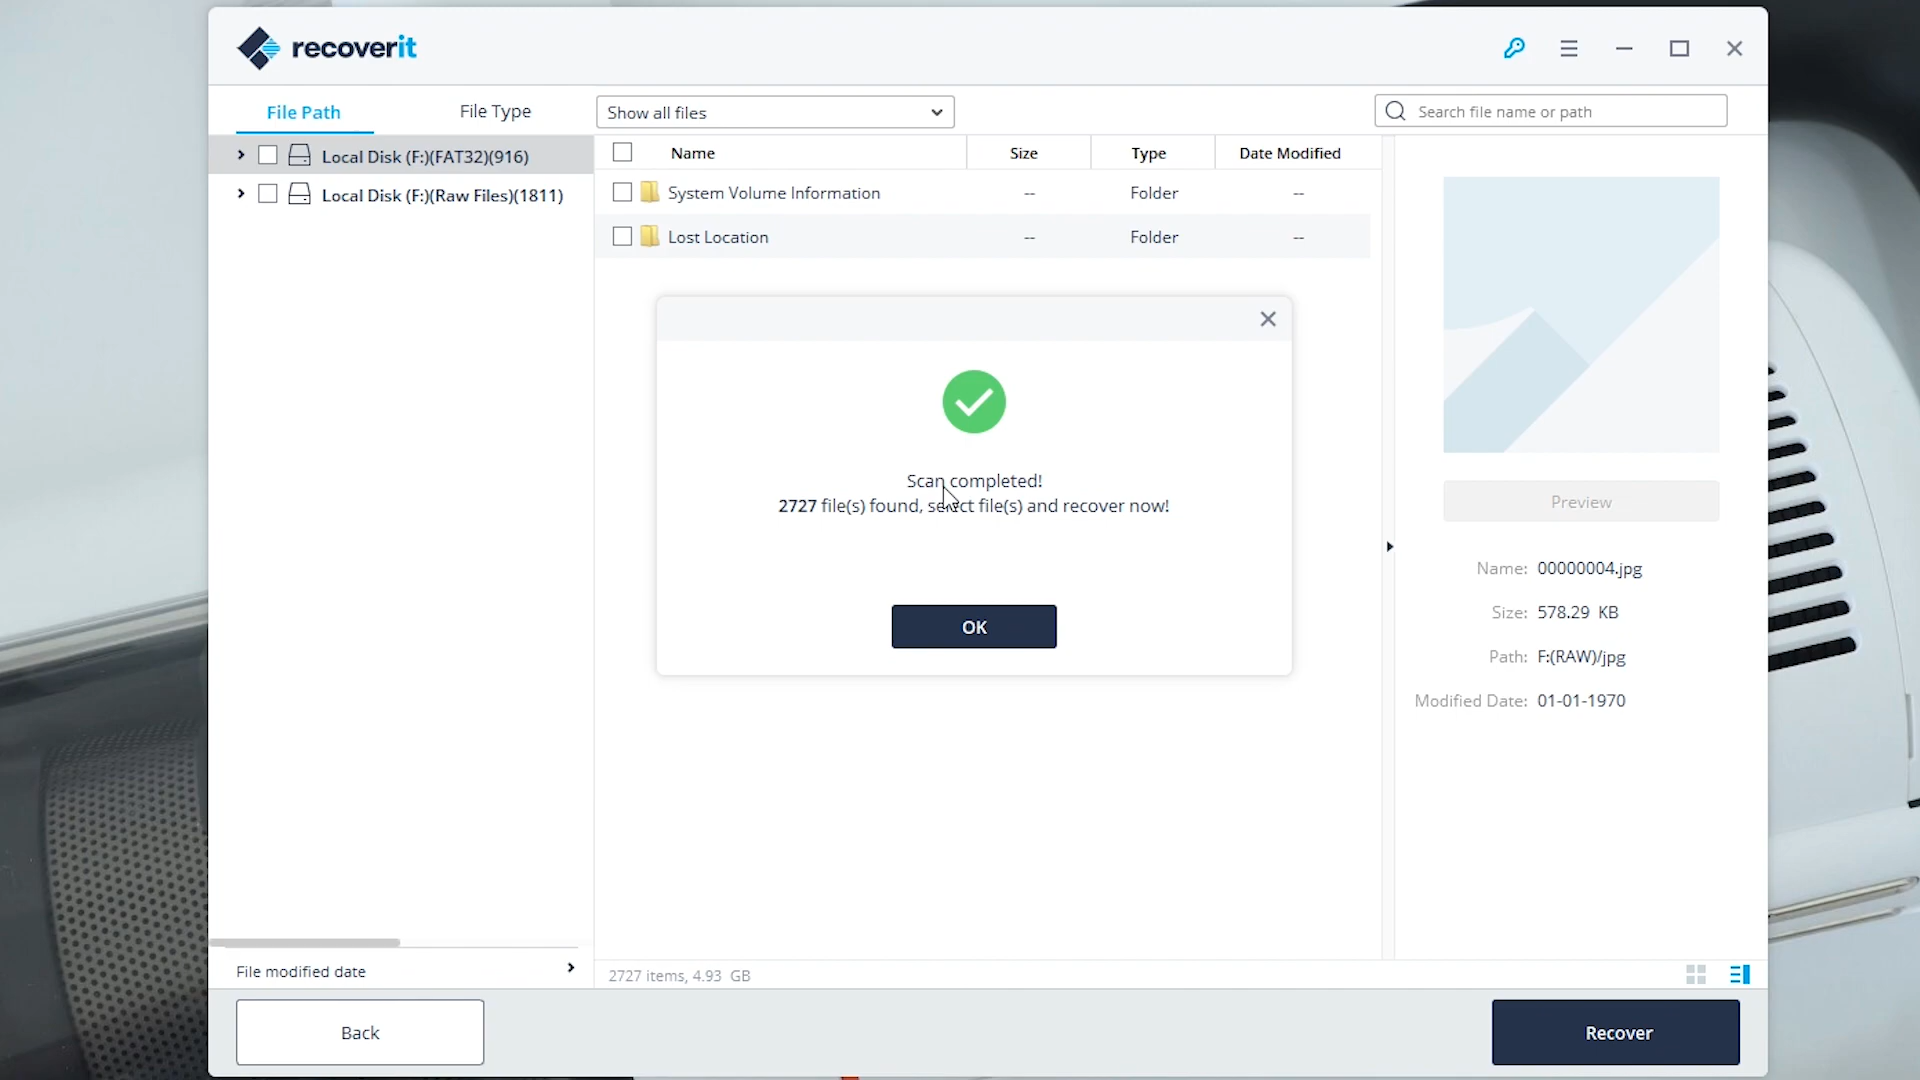 recoverit
File Path
File Type
Show all files
Search file name or path
Local Disk (F:)(FAT32)(916)
Local Disk (F:)(Raw Files)(1811)
Name Size Type Date Modified
System Volume Information -- Folder --
Lost Location -- Folder --
Scan completed!
2727 file(s) found, select file(s) and recover now!
OK
Preview
Name: 00000004.jpg
Size: 578.29 KB
Path: F:(RAW)/jpg
Modified Date: 01-01-1970
File modified date
2727 items, 4.93 GB
Back
Recover